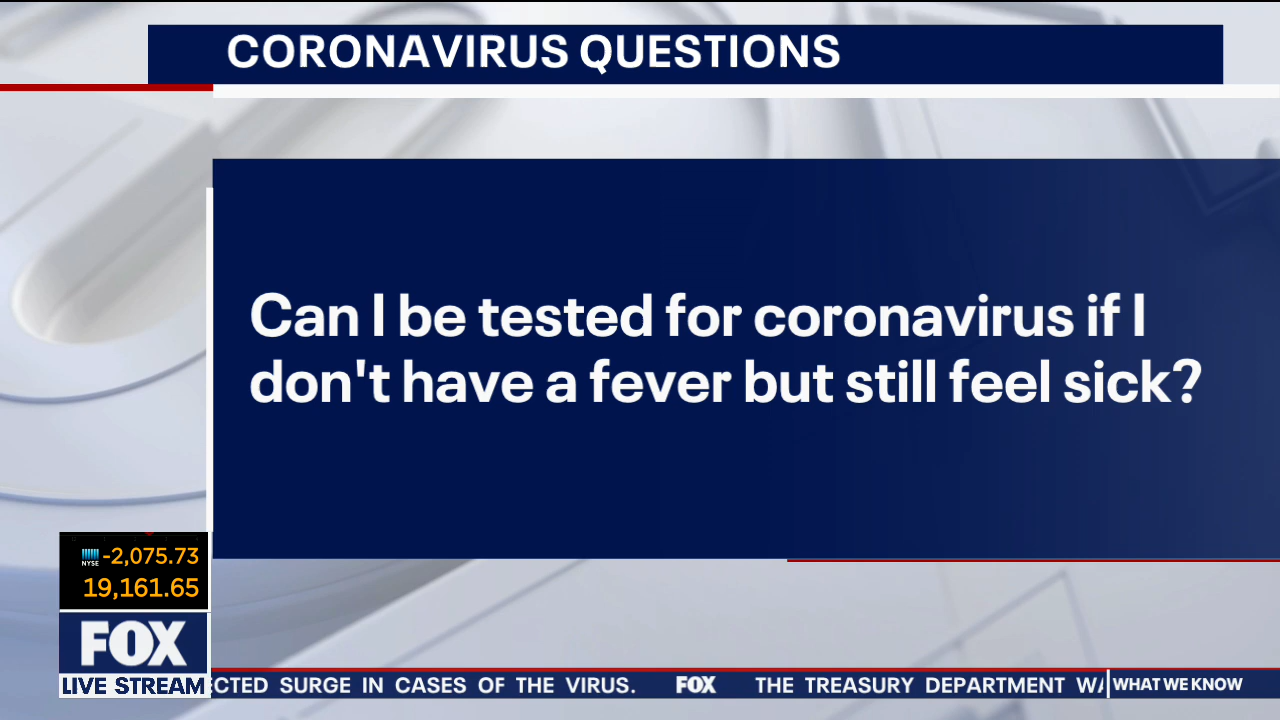 CORONAVIRUS QUESTIONS
Can I be tested for coronavirus if I
don't have a fever but still feel sick?
NYSE -2,075.73
19,161.65
FOX
LIVE STREAM
SURGE IN CASES OF THE VIRUS. FOX THE TREASURY DEPARTMENT WHAT WE KNOW